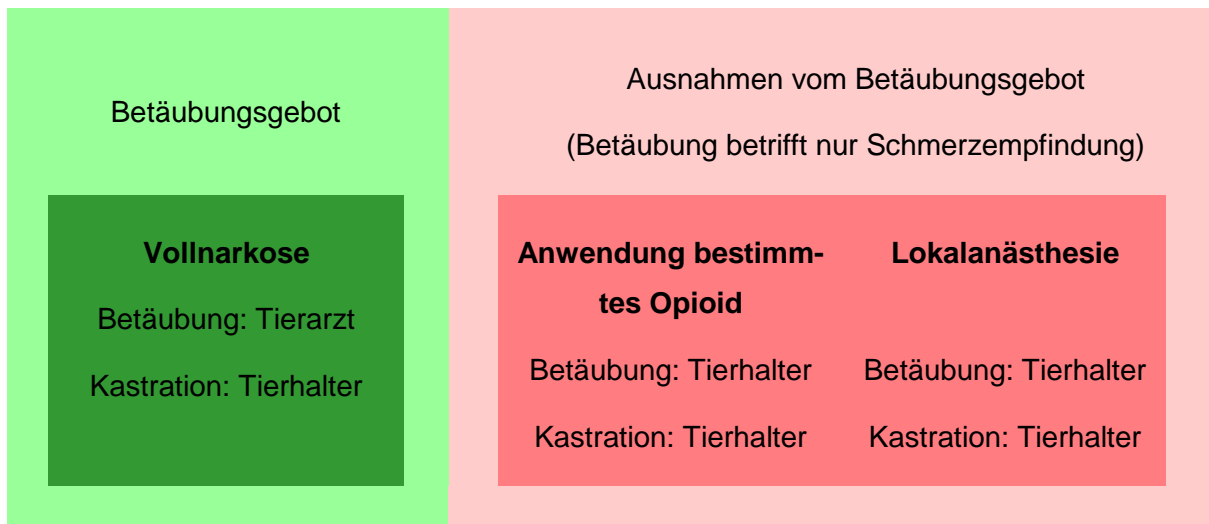 Betäubungsgebot
Ausnahmen vom Betäubungsgebot
(Betäubung betrifft nur Schmerzempfindung)
Vollnarkose
Betäubung: Tierarzt
Kastration: Tierhalter
Anwendung bestimm-
tes Opioid
Betäubung: Tierhalter
Kastration: Tierhalter
Lokalanästhesie
Betäubung: Tierhalter
Kastration: Tierhalter